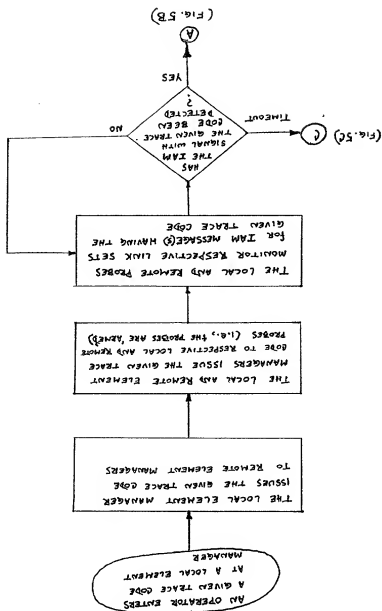 AN OPERATOR ENTERS
A GIVEN TRACE CODE
AT A LOCAL ELEMENT
MANAGER
THE LOCAL ELEMENT MANAGER
ISSUES THE GIVEN TRACE CODE
TO REMOTE ELEMENT MANAGERS
THE LOCAL AND REMOTE ELEMENT
MANAGERS ISSUE THE GIVEN TRACE
CODE TO RESPECTIVE LOCAL AND REMOTE
PROBES (i.e., THE PROBES ARE "ARMED)
THE LOCAL AND REMOTE PROBES
MONITOR RESPECTIVE LINK SETS
FOR IAM MESSAGE(S) HAVING THE
GIVEN TRACE CODE
HAS
THE IAM
SIGNAL WITH
THE GIVEN TRACE
CODE BEEN
DETECTED
?
NO
TIMEOUT
C (FIG. 5C)
YES
A
(FIG. 5B)